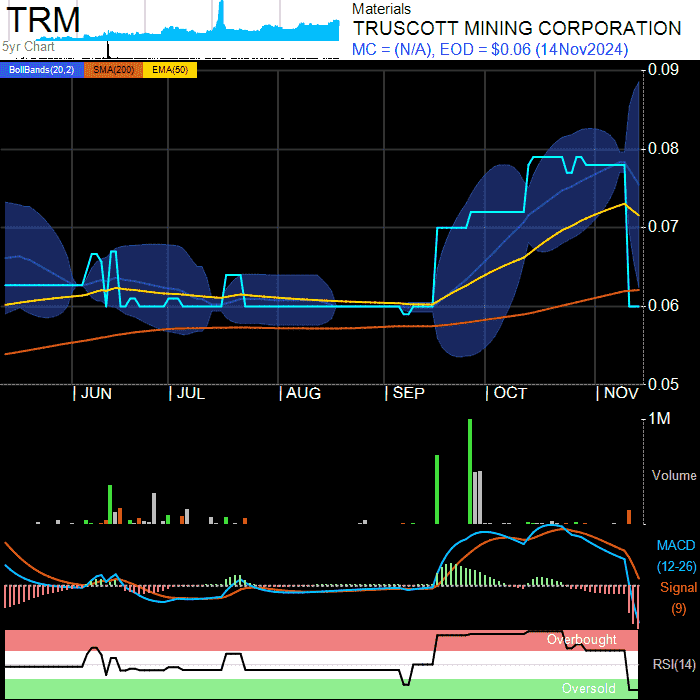 TRM
5yr Chart
Materials
TRUSCOTT MINING CORPORATION
MC = (N/A), EOD = $0.06 (14Nov2024)
BollBands(20,2) SMA(200) EMA(50)
0.09
0.08
0.07
0.06
0.05
JUN JUL AUG SEP OCT NOV
1M
Volume
MACD
(12-26)
Signal
(9)
Overbought
RSI(14)
Oversold